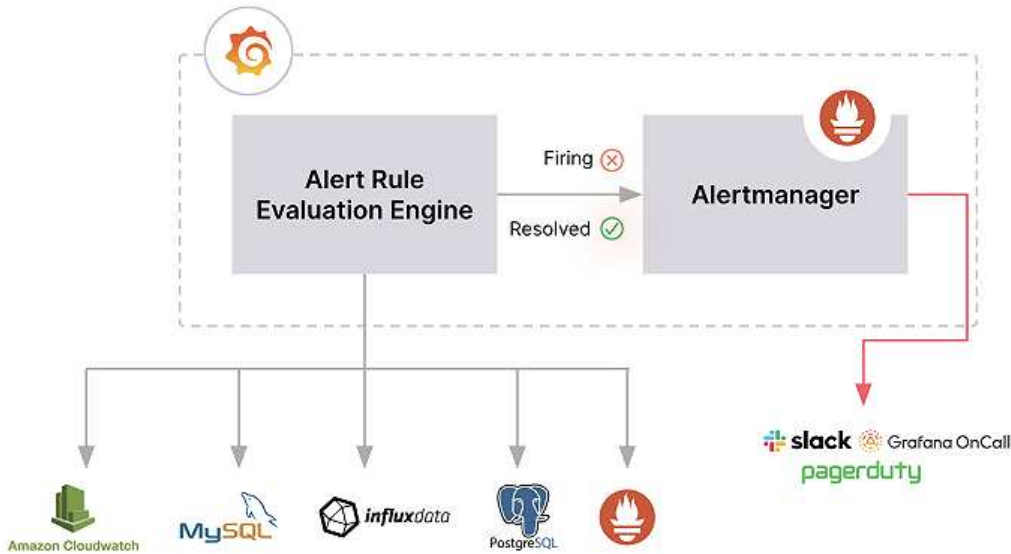 Alert Rule
Evaluation Engine
Firing
Resolved
Alertmanager
slack Grafana OnCall
pagerduty
Amazon Cloudwatch
MySQL
influxdata
PostgreSQL